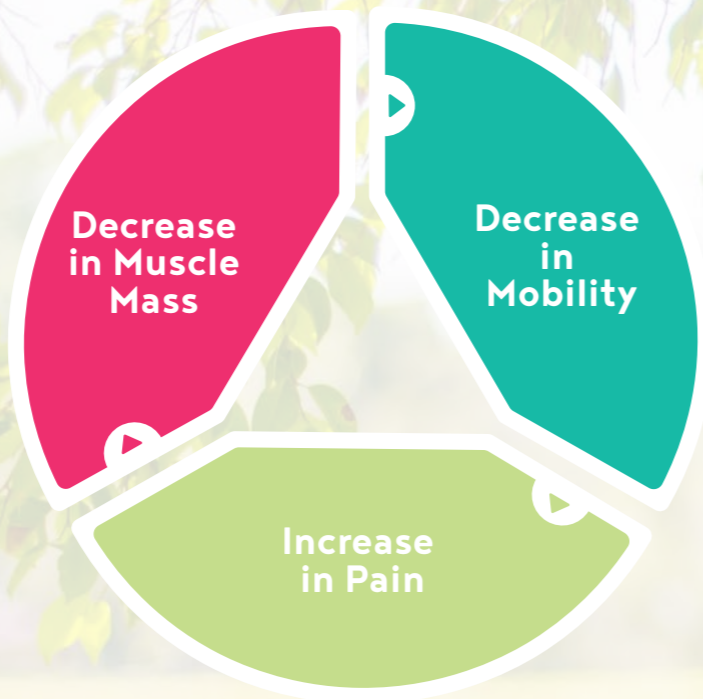 Decrease
in Muscle
Mass
Decrease
in
Mobility
Increase
in Pain